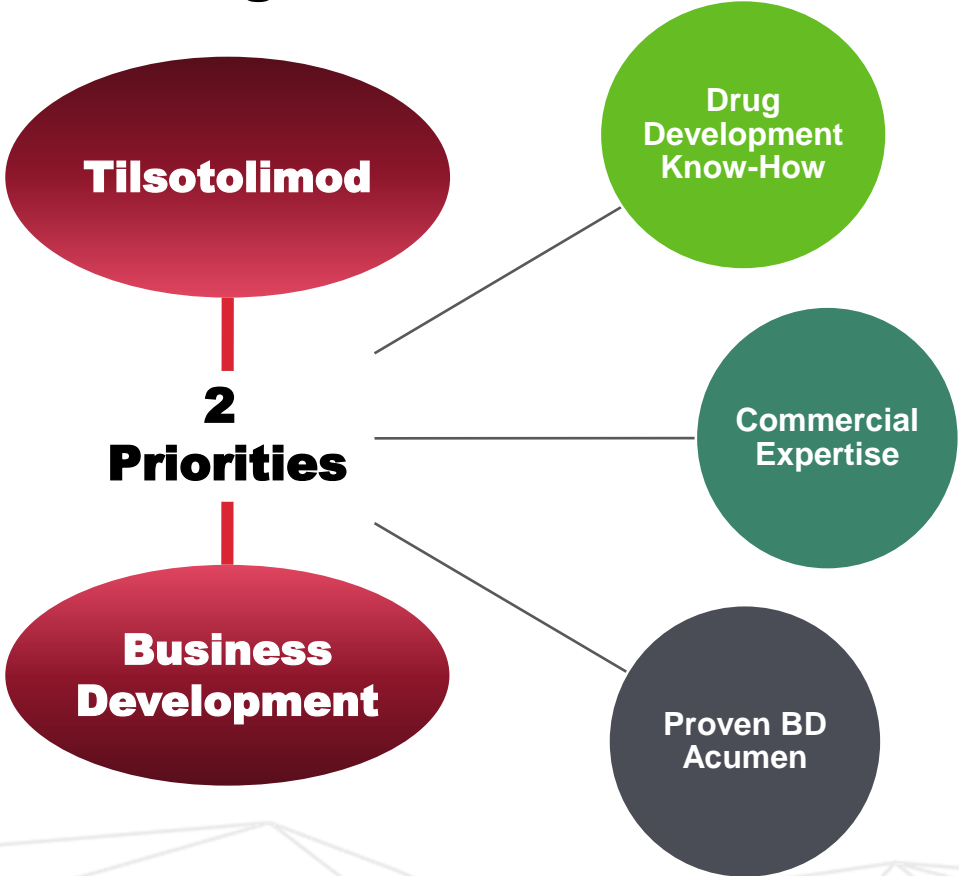 Tilsotolimod
2
Priorities
Business
Development
Drug
Development
Know-How
Commercial
Expertise
Proven BD
Acumen